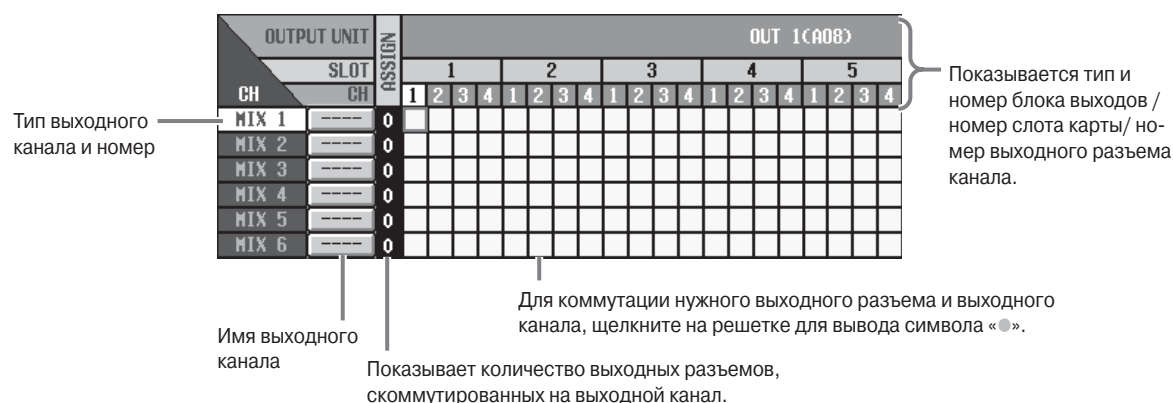 OUTPUT UNIT
ASSIGN
OUT 1(A08)
SLOT
1 2 3 4 5
CH
CH
1 2 3 4 1 2 3 4 1 2 3 4 1 2 3 4 1 2 3 4
MIX 1 ---- 0
MIX 2 ---- 0
MIX 3 ---- 0
MIX 4 ---- 0
MIX 5 ---- 0
MIX 6 ---- 0
Тип выходного
канала и номер
Показывается тип и
номер блока выходов /
номер слота карты/ но-
мер выходного разъема
канала.
Для коммутации нужного выходного разъема и выходного
канала, щелкните на решетке для вывода символа «●».
Имя выходного
канала
Показывает количество выходных разъемов,
скоммутированных на выходной канал.